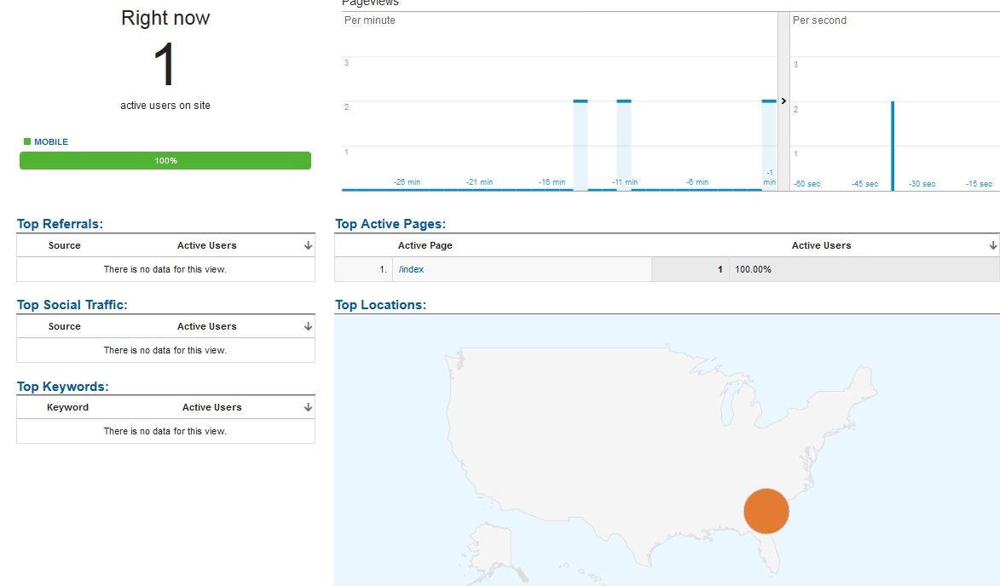 Right now
1
active users on site
MOBILE
100%
Pageviews
Per minute
3
2
1
-26 min
-21 min
-16 min
-11 min
-6 min
-1
min
Per second
3
2
1
-60 sec
-45 sec
-30 sec
-15 sec
Top Referrals:
Source Active Users
There is no data for this view.
Top Active Pages:
Active Page Active Users
1. /index 1 100.00%
Top Social Traffic:
Source Active Users
There is no data for this view.
Top Keywords:
Keyword Active Users
There is no data for this view.
Top Locations: